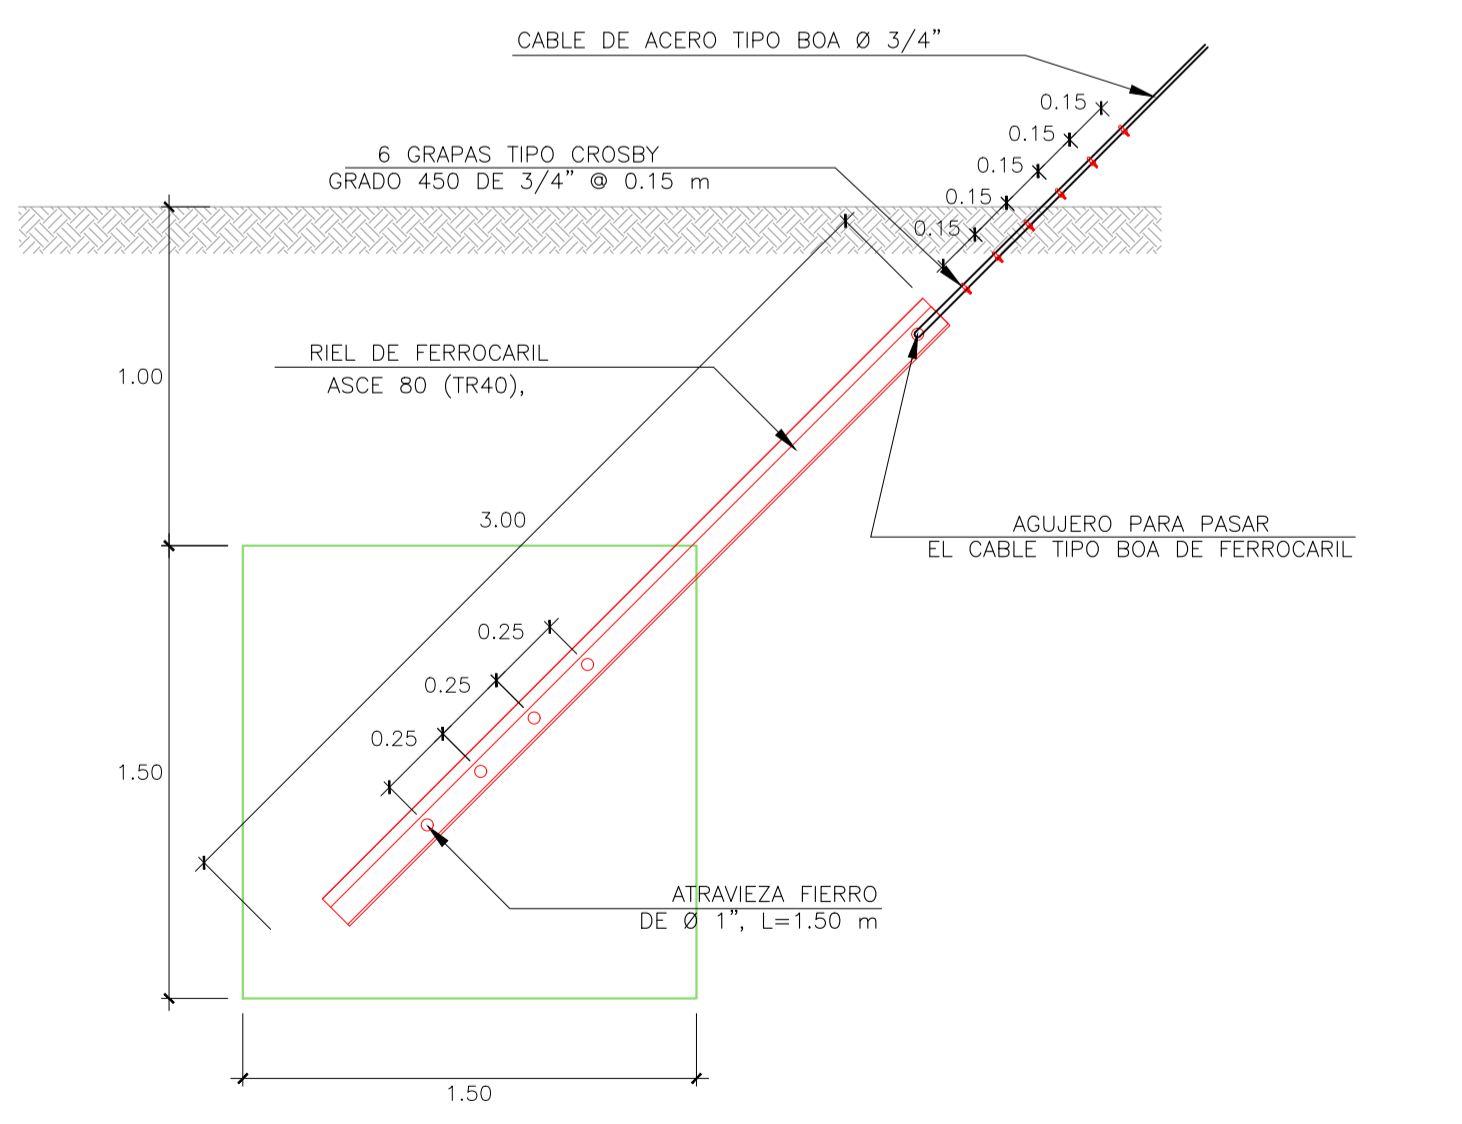 CABLE DE ACERO TIPO BOA Ø 3/4”
0.15
0.15
6 GRAPAS TIPO CROSBY
GRADO 450 DE 3/4” @ 0.15 m
0.15
0.15
0.15
RIEL DE FERROCARIL
ASCE 80 (TR40),
1.00
3.00
AGUJERO PARA PASAR
EL CABLE TIPO BOA DE FERROCARIL
0.25
0.25
0.25
1.50
ATRAVIEZA FIERRO
DE Ø 1”, L=1.50 m
1.50